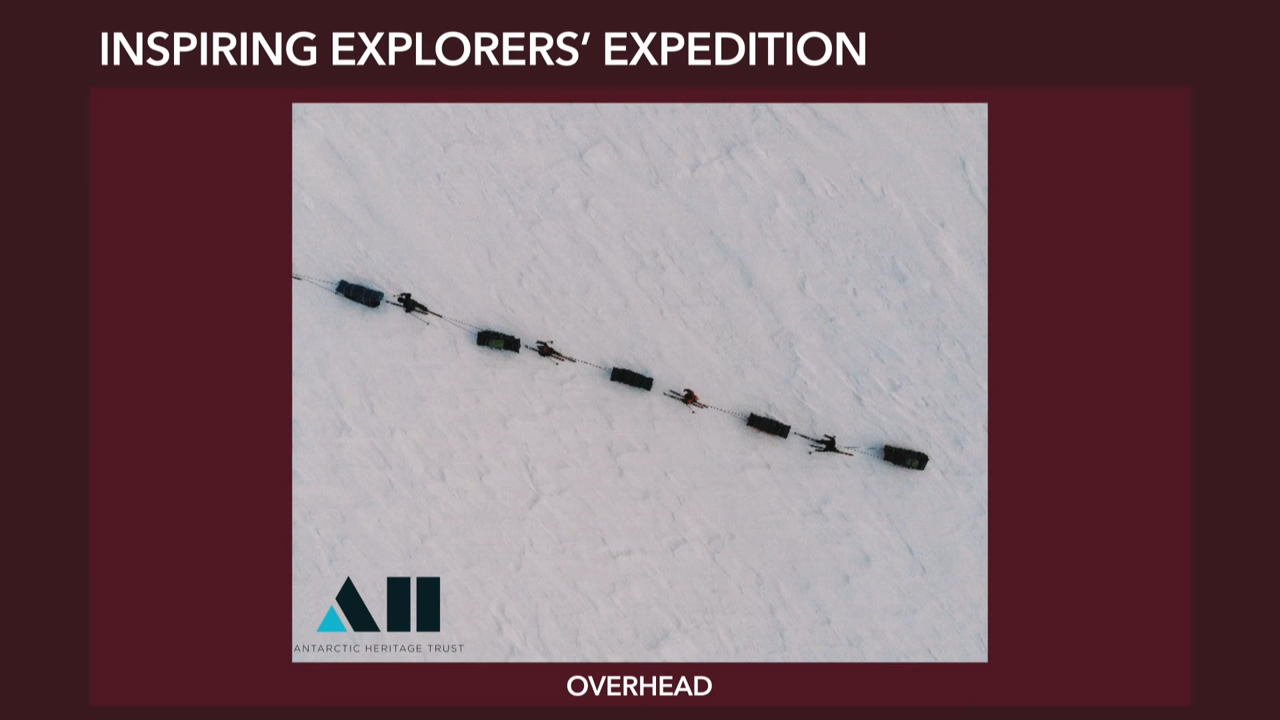 INSPIRING EXPLORERS‘ EXPEDITION
ANTARCTIC HERITAGE TRUST
OVERHEAD